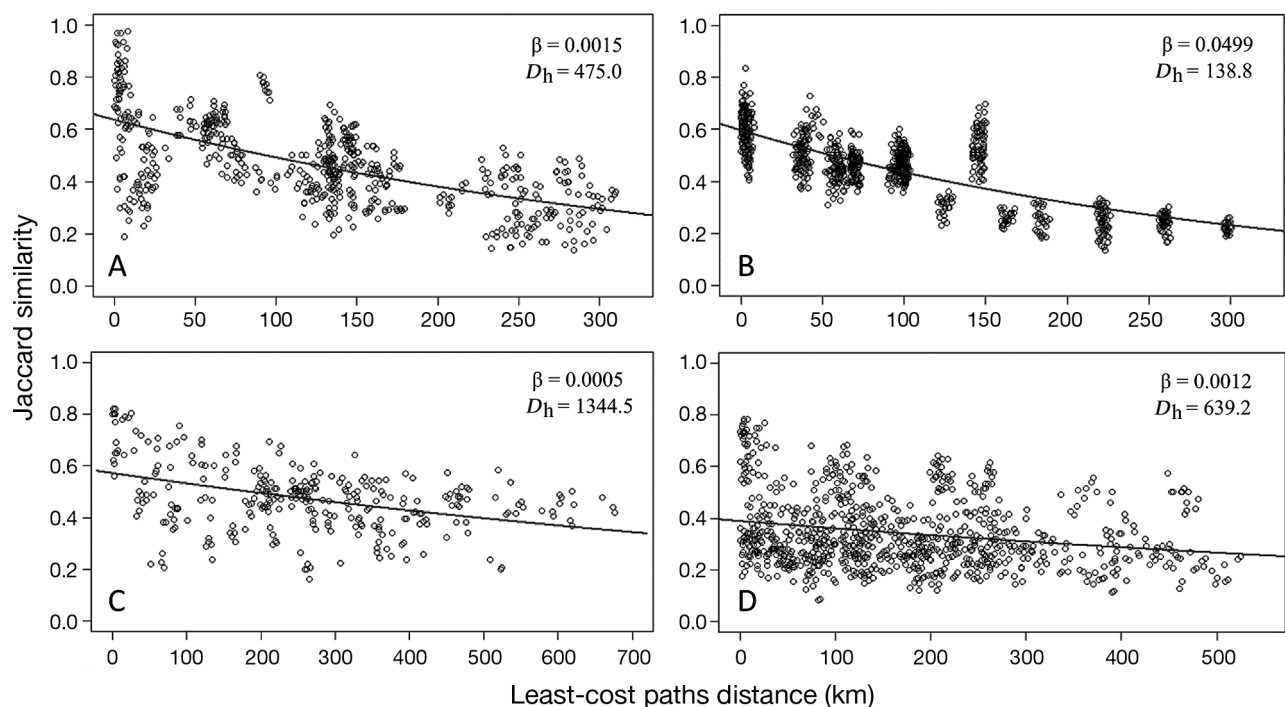 1.0
0.8
0.6
0.4
0.2
0.0
β = 0.0015
Dh = 475.0
A
0 50 100 150 200 250 300
1.0
0.8
0.6
0.4
0.2
0.0
β = 0.0499
Dh = 138.8
B
0 50 100 150 200 250 300
Jaccard similarity
1.0
0.8
0.6
0.4
0.2
0.0
β = 0.0005
Dh = 1344.5
C
0 100 200 300 400 500 600 700
1.0
0.8
0.6
0.4
0.2
0.0
β = 0.0012
Dh = 639.2
D
0 100 200 300 400 500
Least-cost paths distance (km)